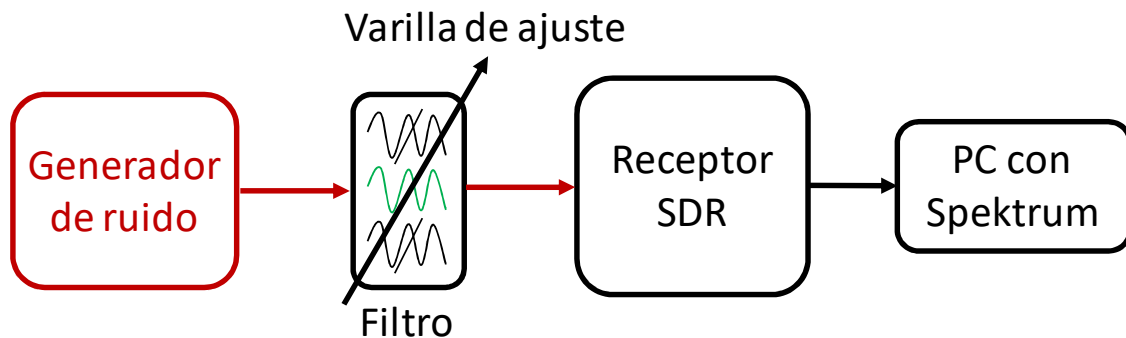 Varilla de ajuste
Generador
de ruido
Filtro
Receptor
SDR
PC con
Spektrum